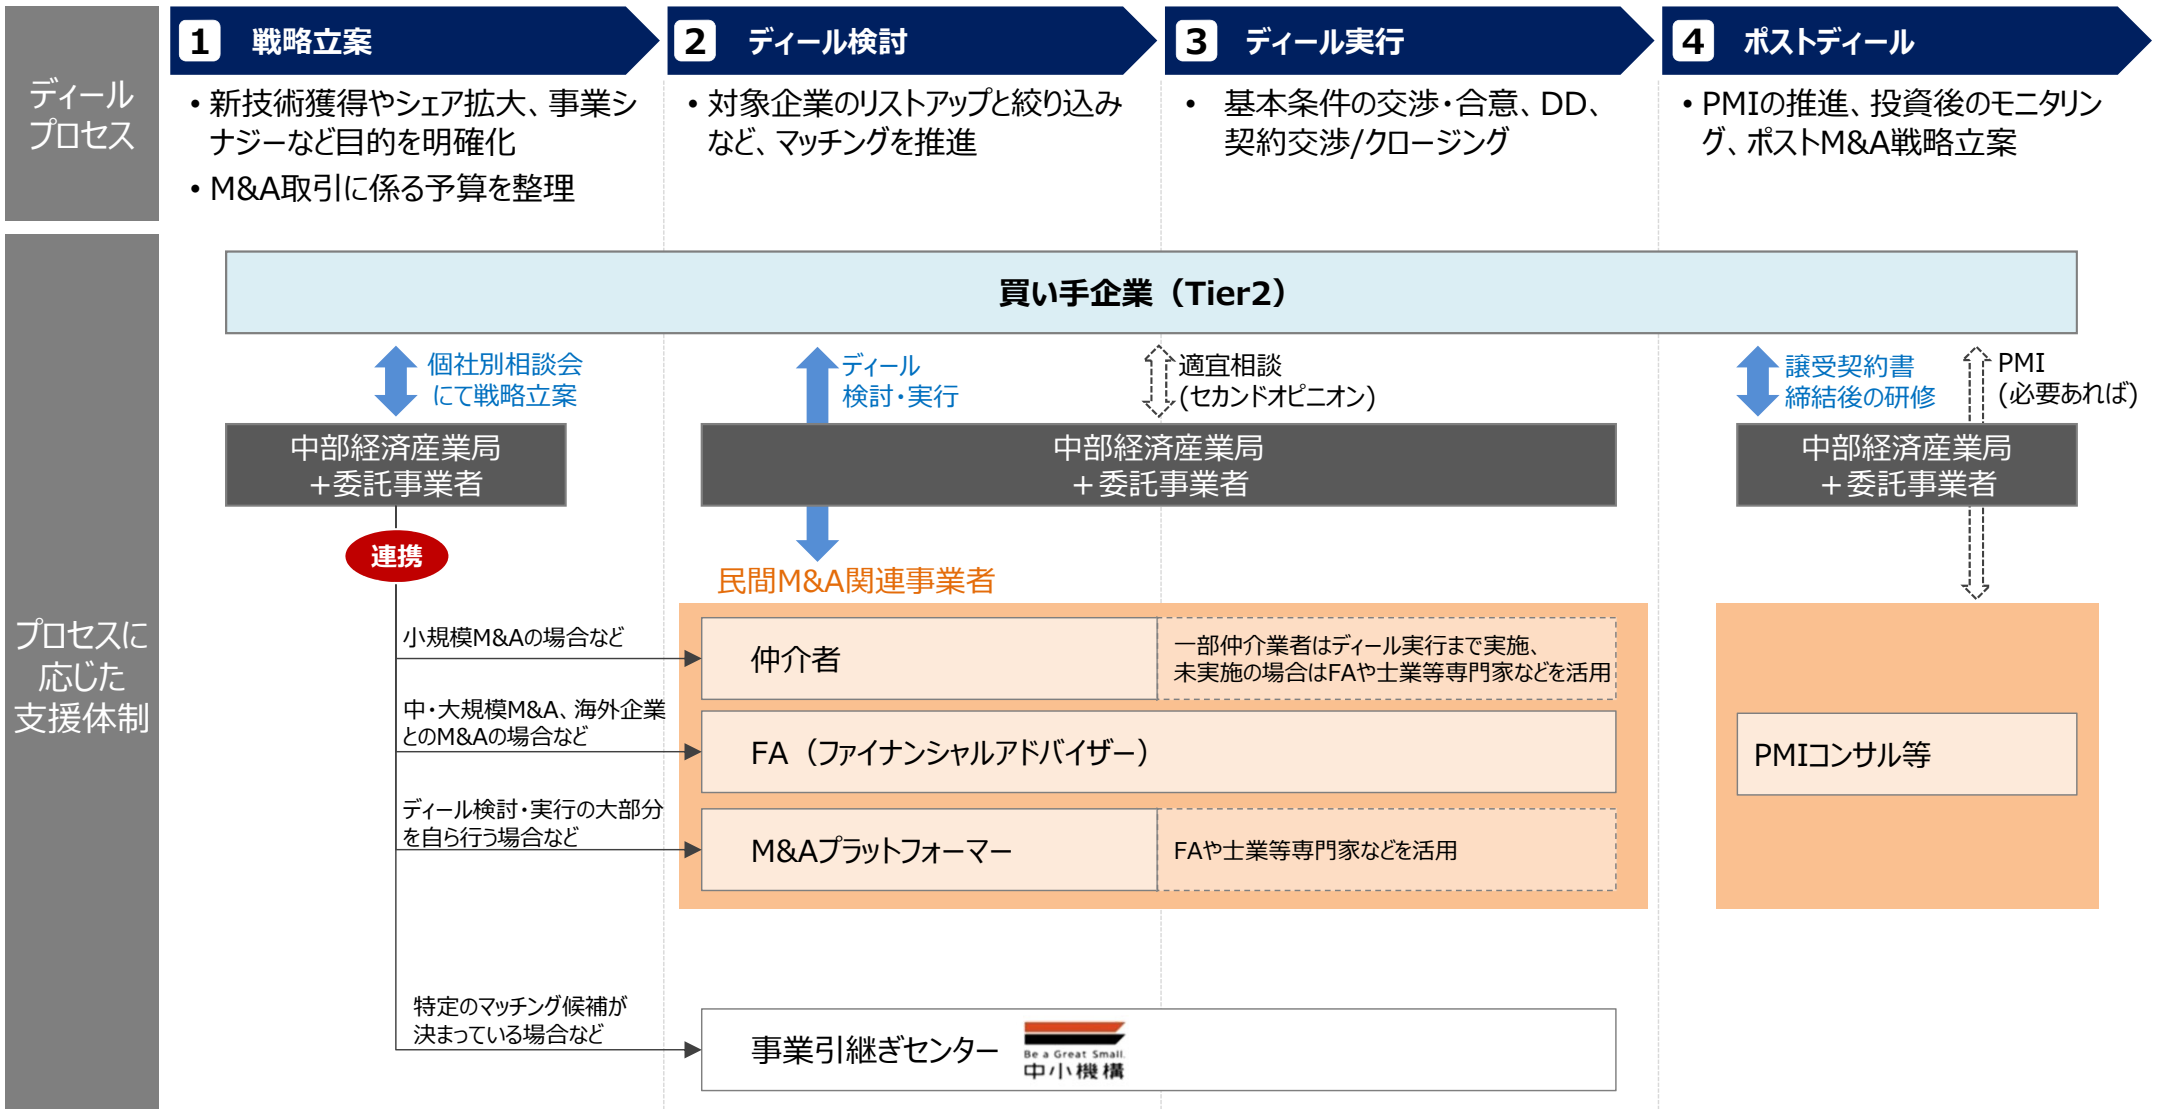 ディール
プロセス
1 戦略立案
2 ディール検討
3 ディール実行
4 ポストディール
• 新技術獲得やシェア拡大、事業シ
ナジーなど目的を明確化
• M&A取引に係る予算を整理
• 対象企業のリストアップと絞り込み
など、マッチングを推進
• 基本条件の交渉・合意、DD、
契約交渉/クロージング
• PMIの推進、投資後のモニタリン
グ、ポストM&A戦略立案
プロセスに
応じた
支援体制
買い手企業（Tier2）
個社別相談会
にて戦略立案
ディール
検討・実行
適宜相談
(セカンドオピニオン)
譲受契約書
締結後の研修
PMI
(必要あれば)
中部経済産業局
＋委託事業者
中部経済産業局
＋委託事業者
中部経済産業局
＋委託事業者
連携
民間M&A関連事業者
小規模M&Aの場合など
仲介者
一部仲介業者はディール実行まで実施、
未実施の場合はFAや士業等専門家などを活用
中・大規模M&A、海外企業
とのM&Aの場合など
FA（ファイナンシャルアドバイザー）
PMIコンサル等
ディール検討・実行の大部分
を自ら行う場合など
M&Aプラットフォーマー
FAや士業等専門家などを活用
特定のマッチング候補が
決まっている場合など
事業引継ぎセンター
Be a Great Small.
中小機構